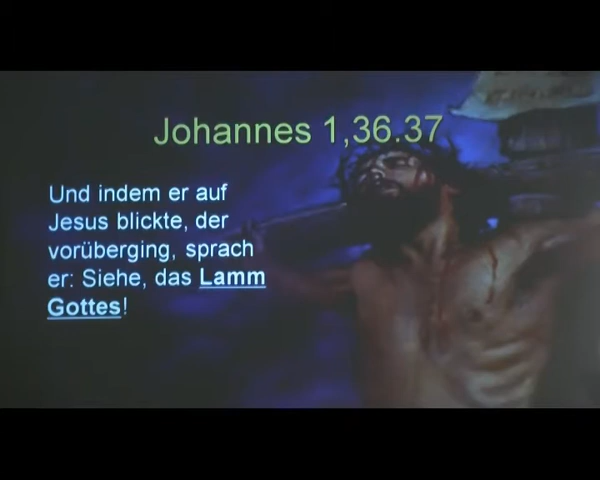 Johannes 1,36.37
Und indem er auf
Jesus blickte, der
vorüberging, sprach
er: Siehe, das Lamm
Gottes!